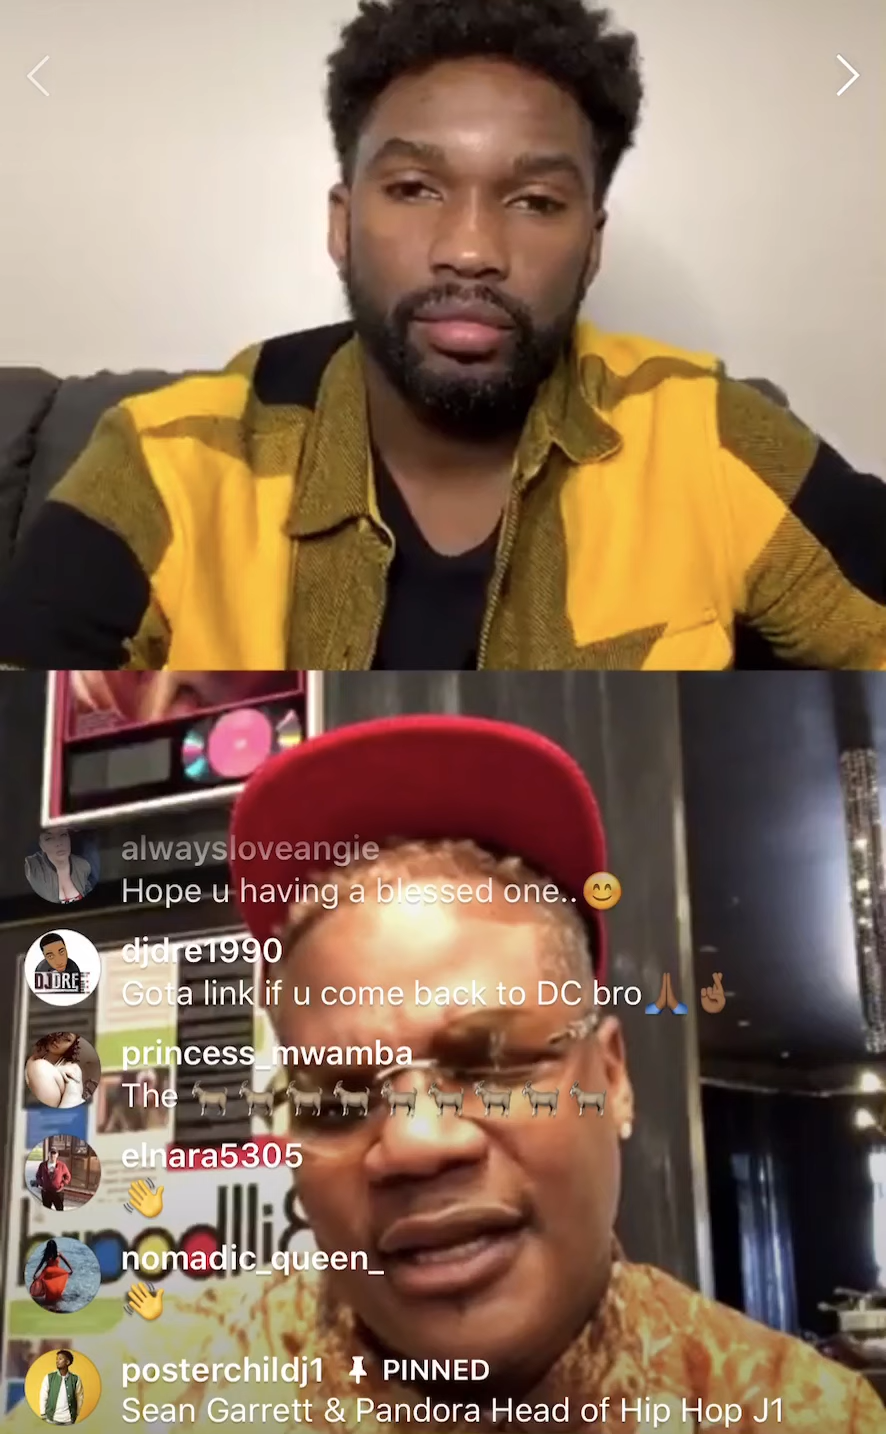 alwaysloveangie
Hope u having a blessed one..😊
djdre1990
DJDRE
Gota link if u come back to DC bro🙏🏾🤞🏾
princess_mwamba
The 🐐🐐🐐🐐🐐🐐🐐🐐🐐
elnara5305
👋
nomadic_queen_
👋
posterchildj1 📌 PINNED
Sean Garrett & Pandora Head of Hip Hop J1